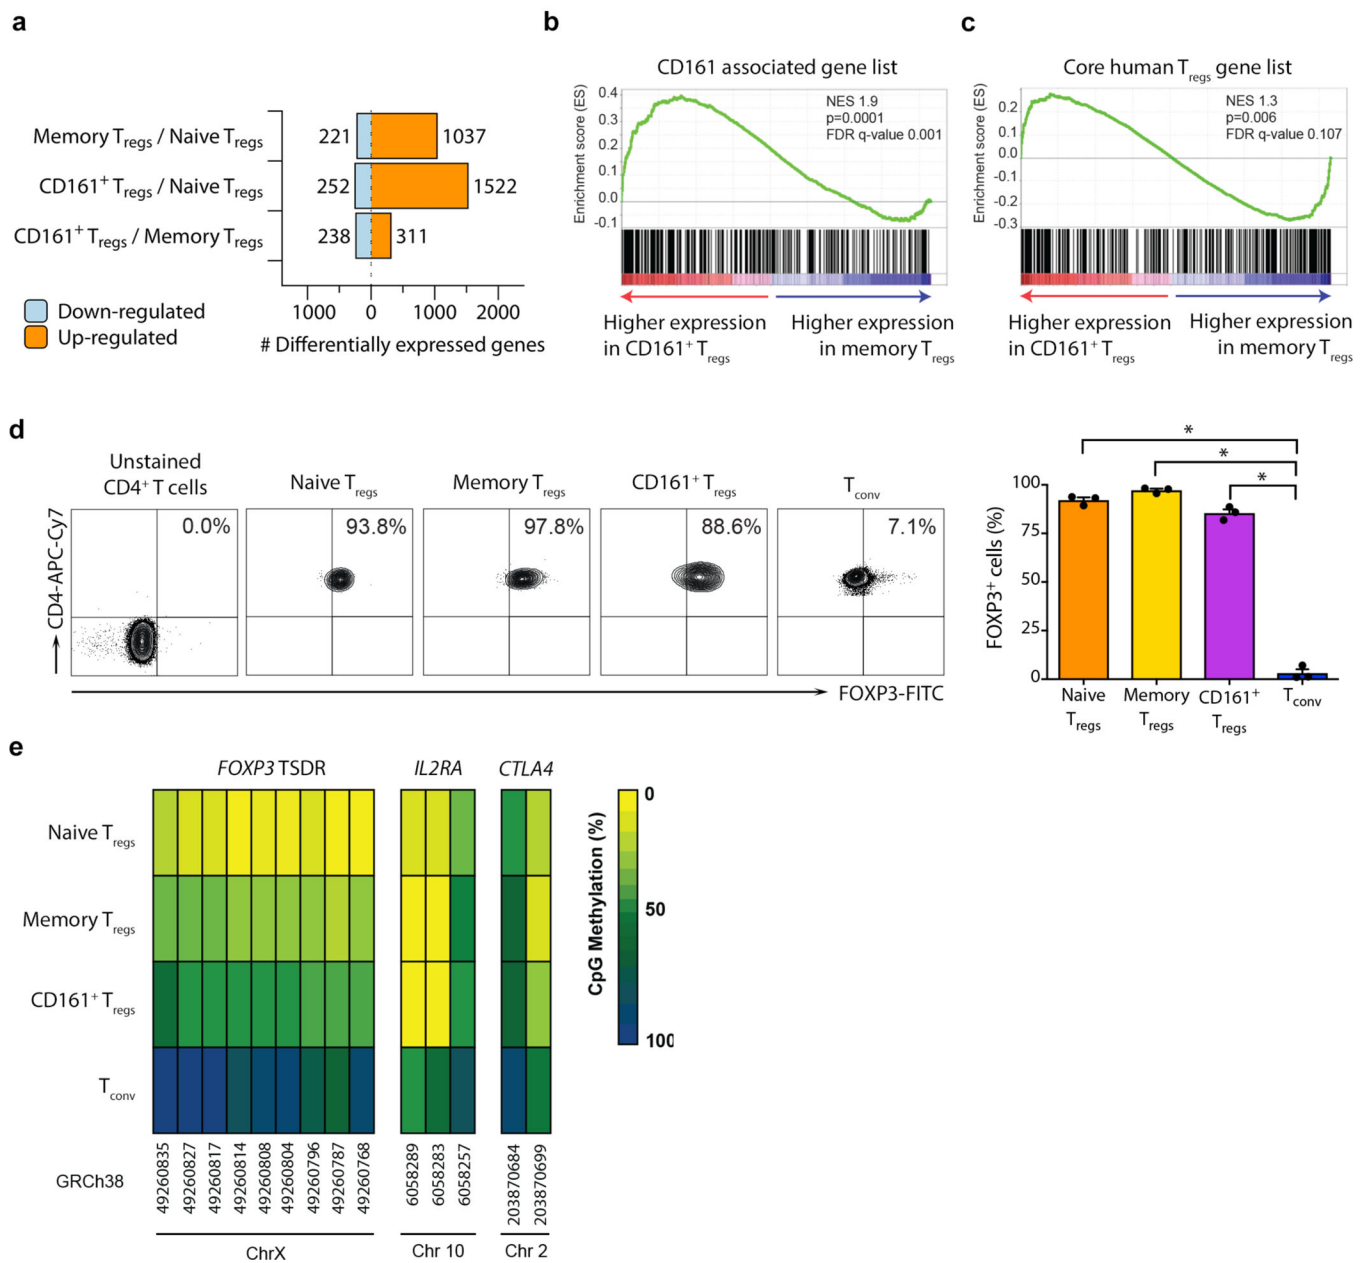 a
Memory Tregs / Naive Tregs
221
1037
CD161+ Tregs / Naive Tregs
252
1522
CD161+ Tregs / Memory Tregs
238
311
1000 0 1000 2000
# Differentially expressed genes
Down-regulated
Up-regulated
b
CD161 associated gene list
Enrichment score (ES)
0.4
0.3
0.2
0.1
0.0
-0.1
NES 1.9
p=0.0001
FDR q-value 0.001
Higher expression
in CD161+ Tregs
Higher expression
in memory Tregs
c
Core human Tregs gene list
Enrichment score (ES)
0.2
0.1
0.0
-0.1
-0.2
-0.3
NES 1.3
p=0.006
FDR q-value 0.107
Higher expression
in CD161+ Tregs
Higher expression
in memory Tregs
d
Unstained
CD4+ T cells
Naive Tregs
Memory Tregs
CD161+ Tregs
Tconv
0.0%
93.8%
97.8%
88.6%
7.1%
CD4-APC-Cy7
FOXP3-FITC
*
*
*
FOXP3+ cells (%)
100
75
50
25
0
Naive
Tregs
Memory
Tregs
CD161+
Tregs
Tconv
e
FOXP3 TSDR
IL2RA
CTLA4
Naive Tregs
Memory Tregs
CD161+ Tregs
Tconv
CpG Methylation (%)
0
50
100
GRCh38
49260835
49260827
49260817
49260814
49260808
49260804
49260796
49260787
49260768
6058289
6058283
6058257
203870684
203870699
ChrX
Chr 10
Chr 2